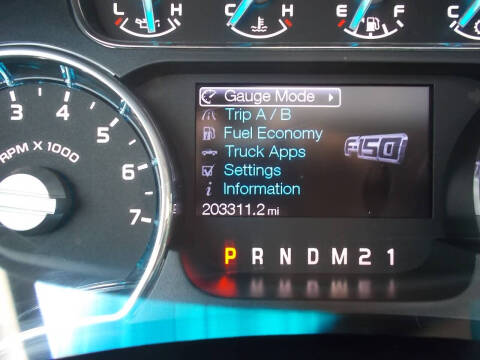 L H C H E F C
3
4
5
6
7
RPM X 1000
Gauge Mode
Trip A / B
Fuel Economy
Truck Apps
Settings
Information
F150
203311.2 mi
P R N D M 2 1